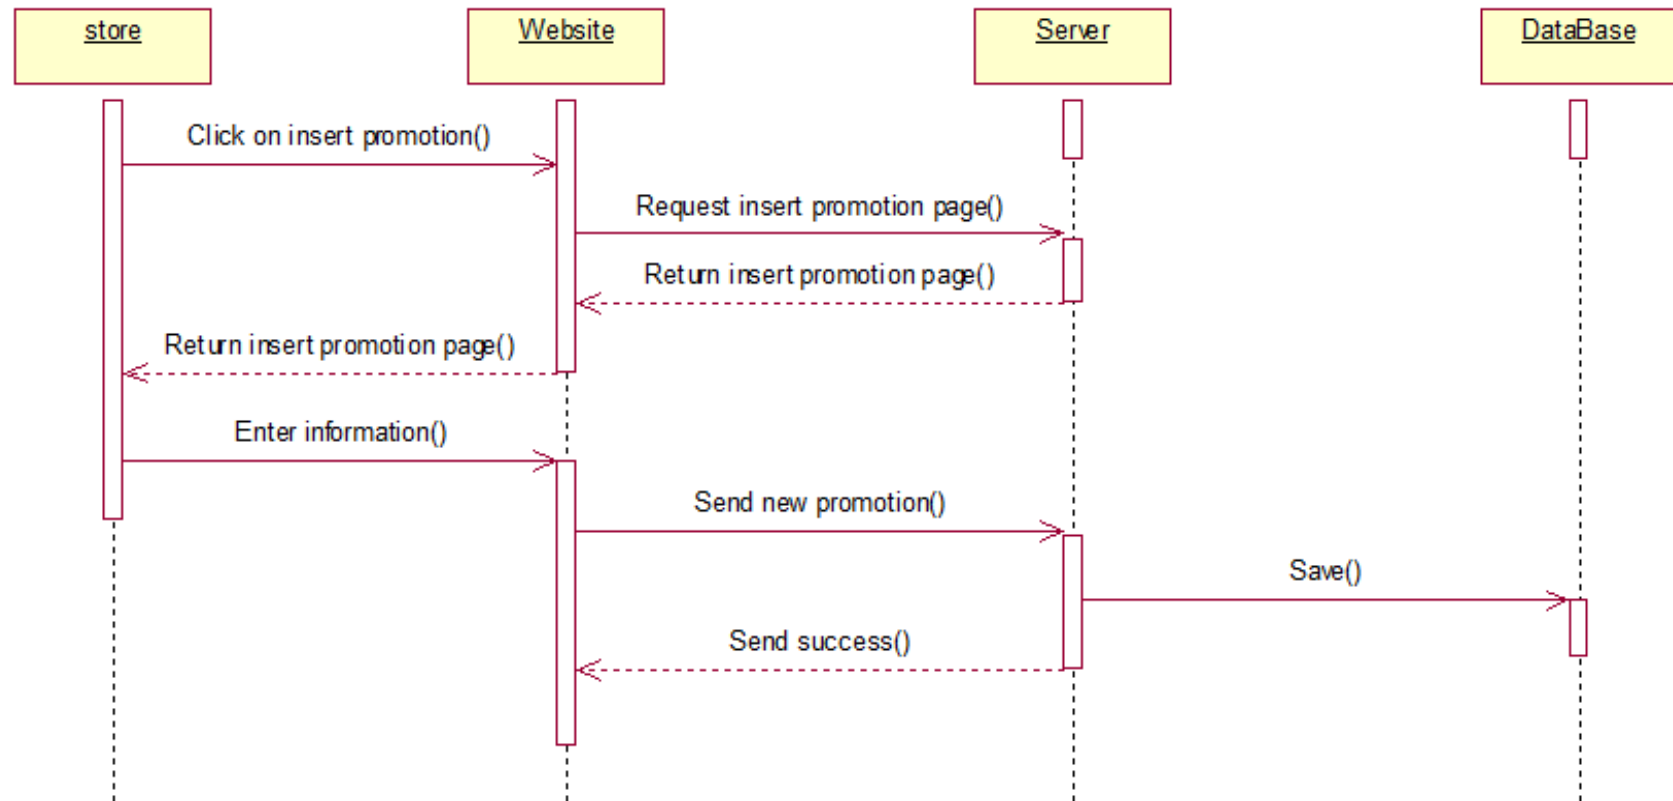 store
Website
Server
DataBase
Click on insert promotion()
Request insert promotion page()
Return insert promotion page()
Return insert promotion page()
Enter information()
Send new promotion()
Save()
Send success()